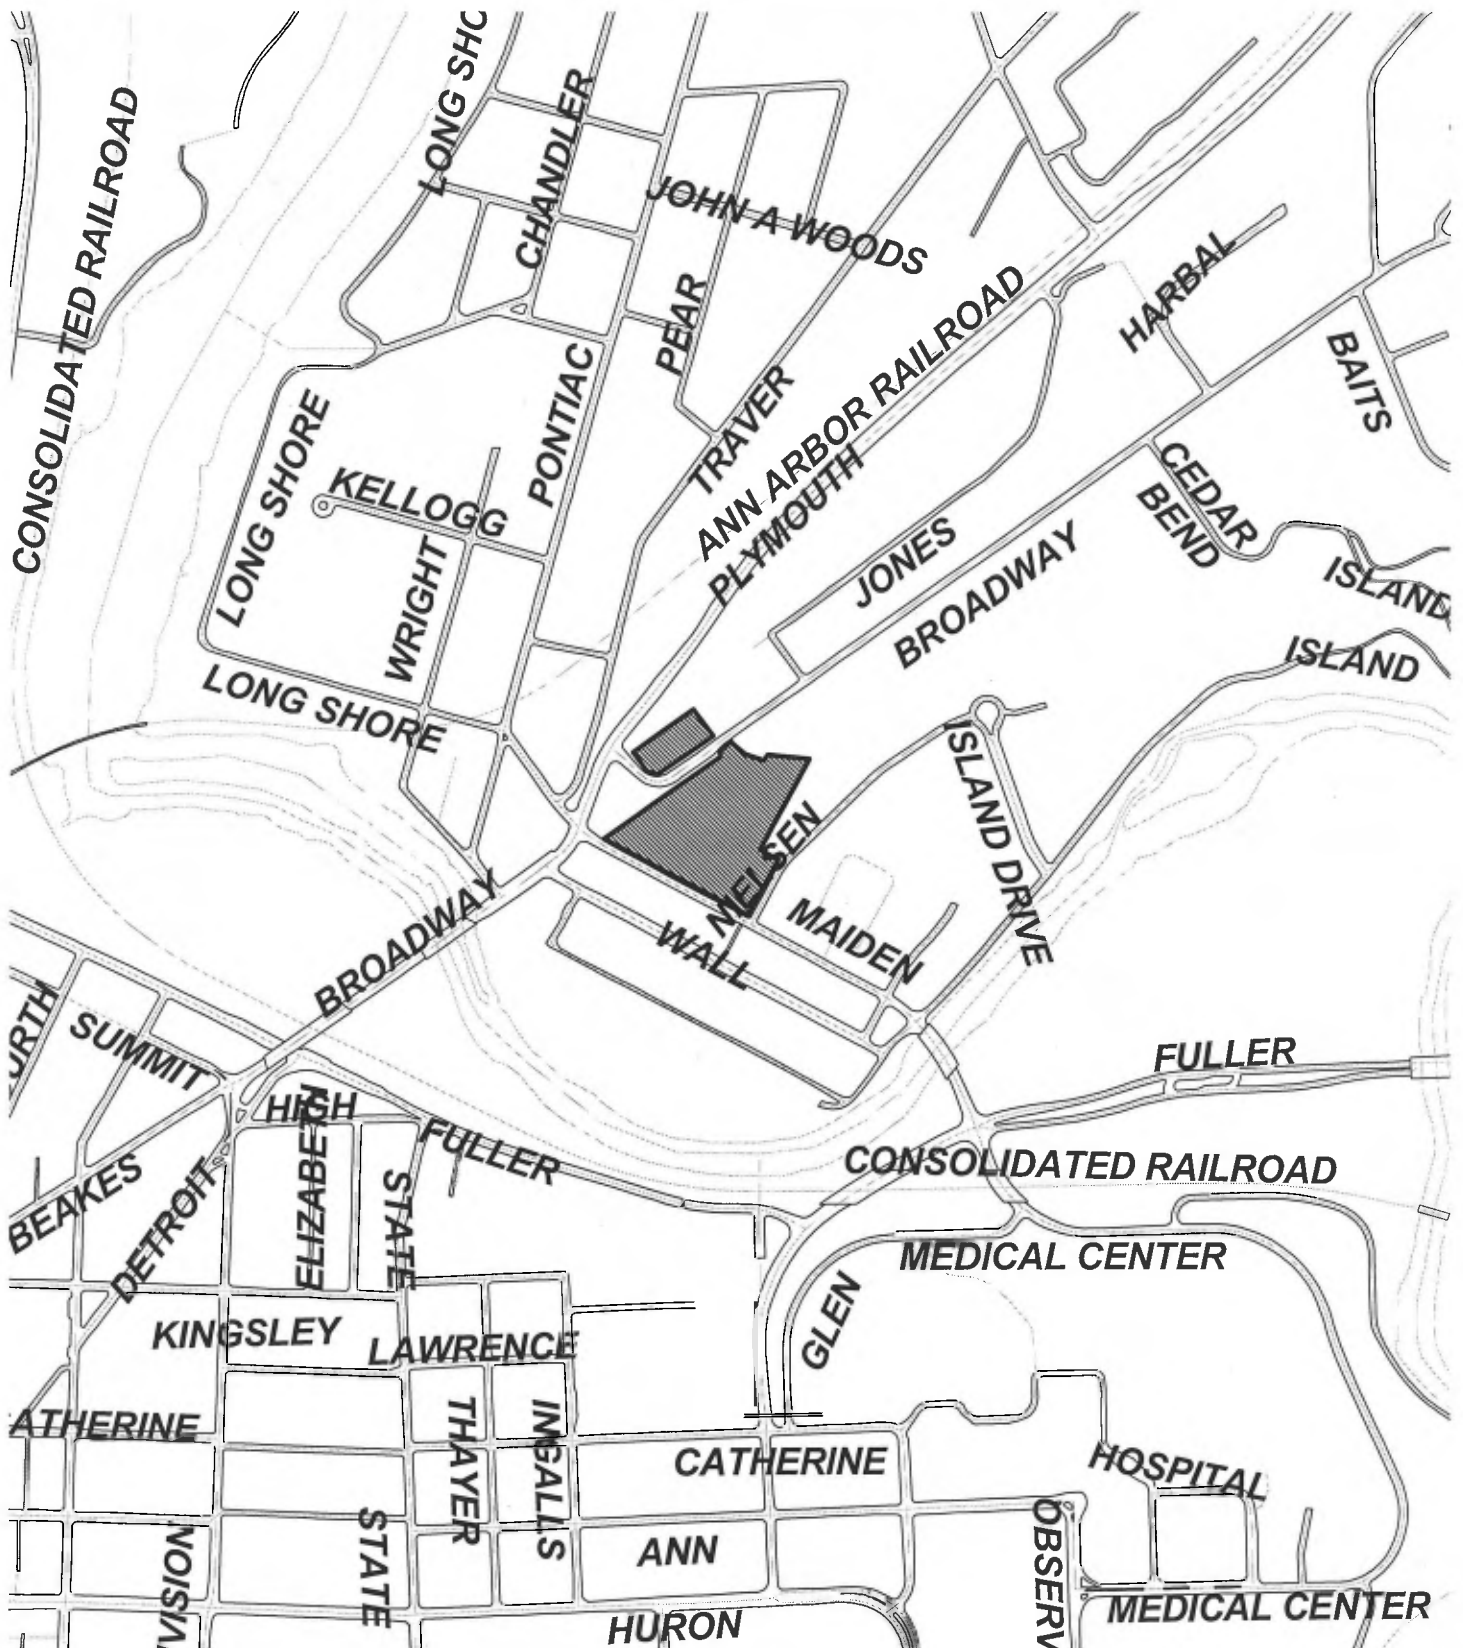 CONSOLIDATED RAILROAD
LONG SHO
CHANDLER
JOHN A WOODS
PEAR
HARBAL
ANN ARBOR RAILROAD
PONTIAC
TRAVER
BAITS
LONG SHORE
KELLOGG
PLYMOUTH
CEDAR
BEND
WRIGHT
JONES
BROADWAY
ISLAND
ISLAND
LONG SHORE
ISLAND DRIVE
NIELSEN
MAIDEN
WALL
BROADWAY
URTH
SUMMIT
HIGH
FULLER
FULLER
CONSOLIDATED RAILROAD
BEAKES
DETROIT
ELIZABETH
STATE
MEDICAL CENTER
GLEN
KINGSLEY
LAWRENCE
ATHERINE
THAYER
INGALLS
CATHERINE
HOSPITAL
VISION
STATE
ANN
OBSERV
HURON
MEDICAL CENTER